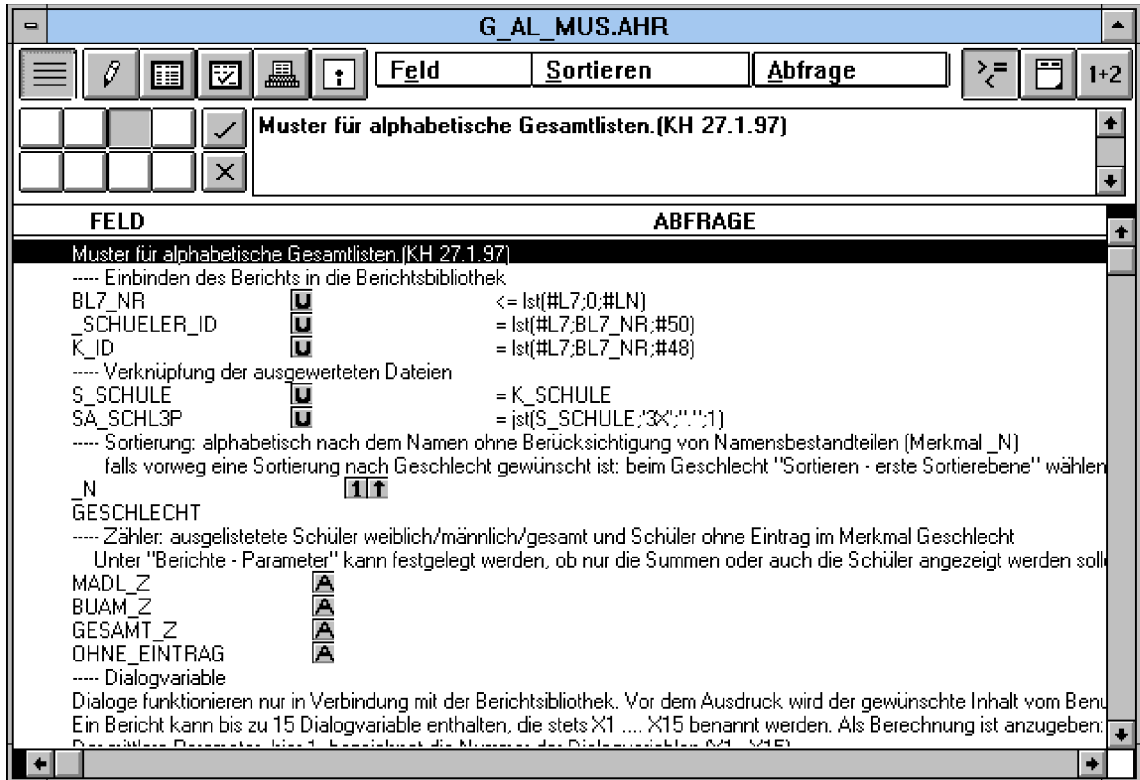 G_AL_MUS.AHR
Feld Sortieren Abfrage 1+2
Muster für alphabetische Gesamtlisten.(KH 27.1.97)
FELD ABFRAGE
Muster für alphabetische Gesamtlisten.(KH 27.1.97)
----- Einbinden des Berichts in die Berichtsbibliothek
BL7_NR U <= lst(#L7;0;#LN)
_SCHUELER_ID U = lst(#L7;BL7_NR;#50)
K_ID U = lst(#L7;BL7_NR;#48)
----- Verknüpfung der ausgewerteten Dateien
S_SCHULE U = K_SCHULE
SA_SCHL3P U = jst(S_SCHULE;'3X';".";1)
----- Sortierung: alphabetisch nach dem Namen ohne Berücksichtigung von Namensbestandteilen (Merkmal _N)
falls vorweg eine Sortierung nach Geschlecht gewünscht ist: beim Geschlecht "Sortieren - erste Sortierebene" wählen
_N 1
GESCHLECHT
----- Zähler: ausgelistetete Schüler weiblich/männlich/gesamt und Schüler ohne Eintrag im Merkmal Geschlecht
Unter "Berichte - Parameter" kann festgelegt werden, ob nur die Summen oder auch die Schüler angezeigt werden soll
MADL_Z A
BUAM_Z A
GESAMT_Z A
OHNE_EINTRAG A
----- Dialogvariable
Dialoge funktionieren nur in Verbindung mit der Berichtsibliothek. Vor dem Ausdruck wird der gewünschte Inhalt vom Benu
Ein Bericht kann bis zu 15 Dialogvariable enthalten, die stets X1 .... X15 benannt werden. Als Berechnung ist anzugeben: